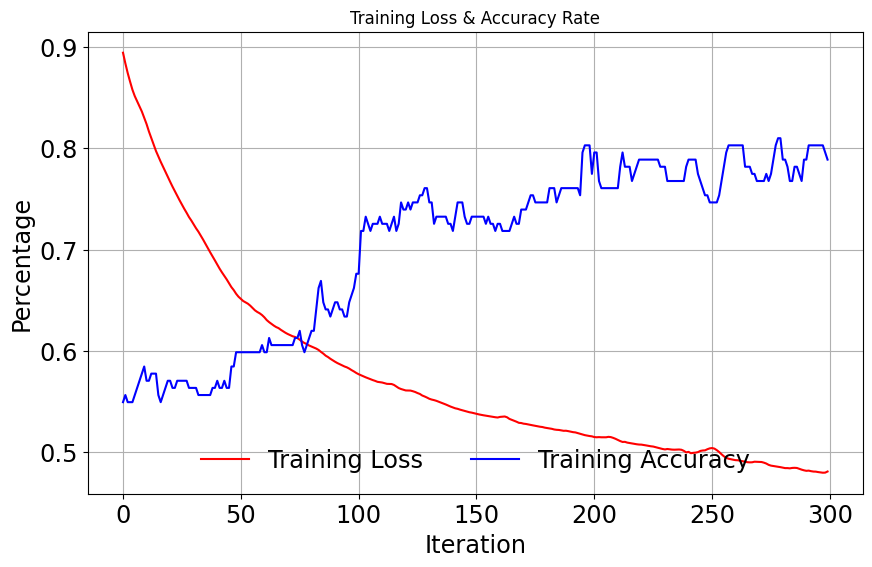 Training Loss & Accuracy Rate
Percentage
0.9
0.8
0.7
0.6
0.5
Training Loss
Training Accuracy
0 50 100 150 200 250 300
Iteration